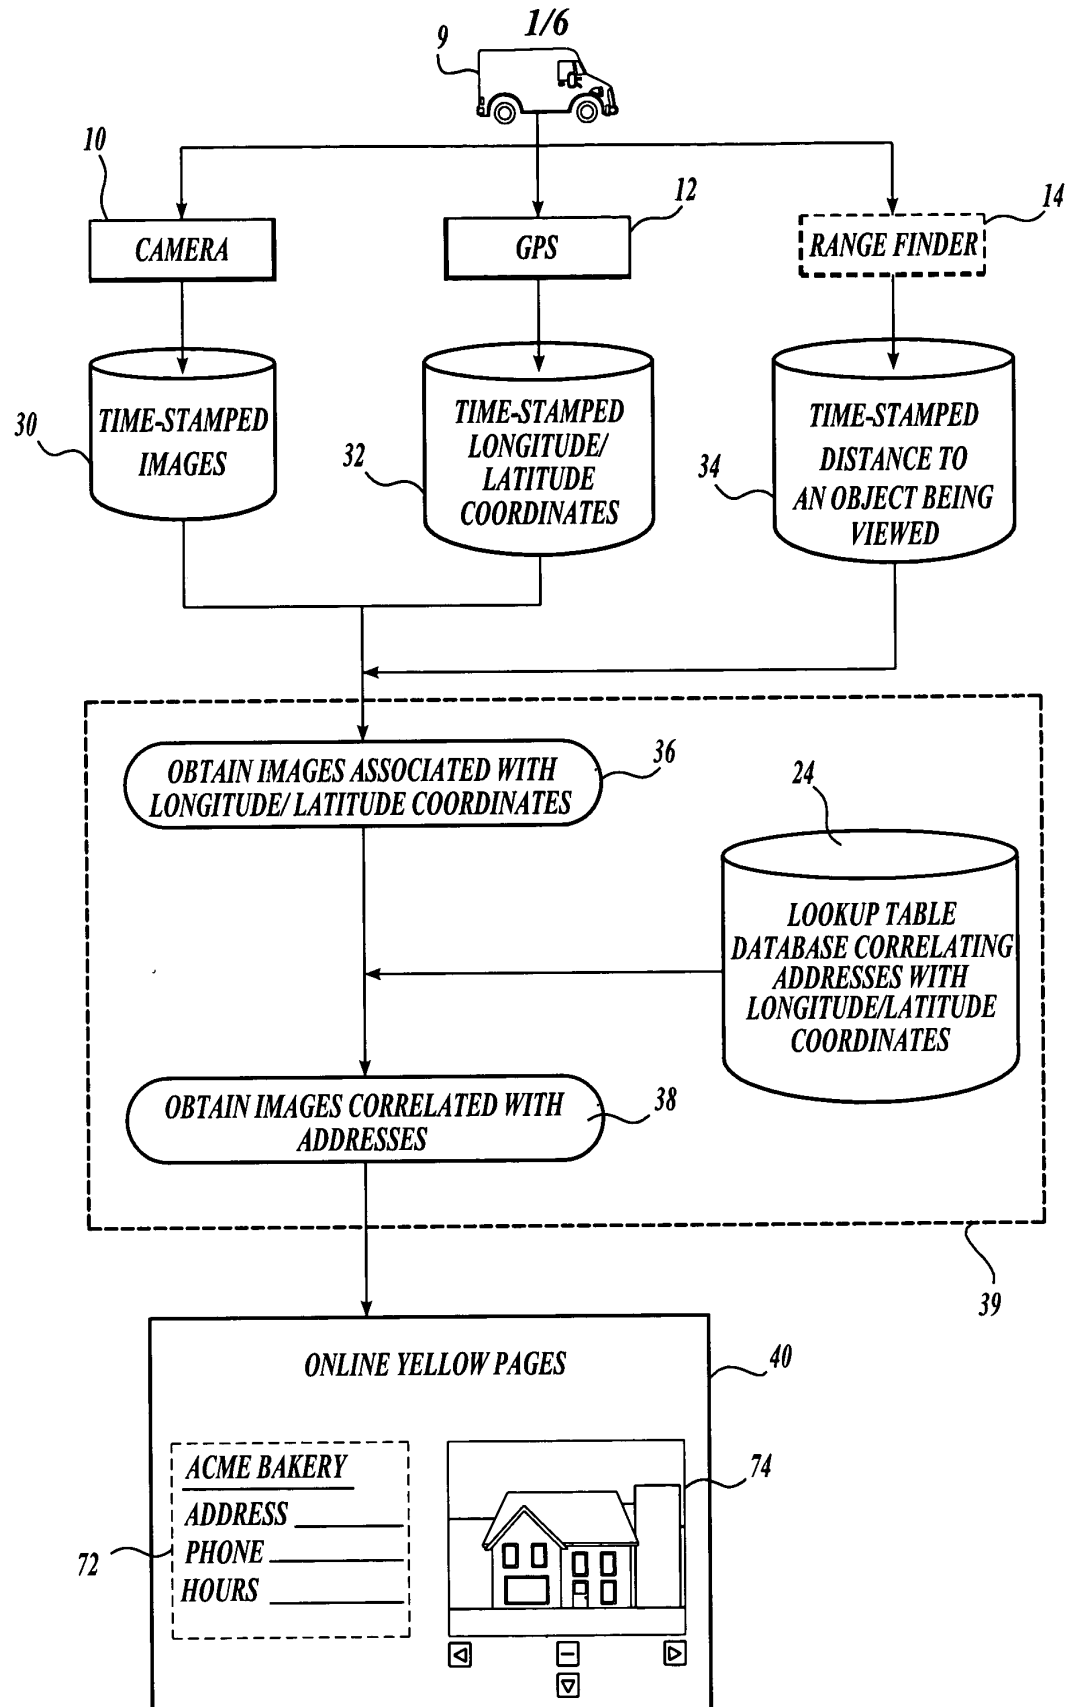 1/6
9
10
12
14
CAMERA
GPS
RANGE FINDER
30
TIME-STAMPED
IMAGES
32
TIME-STAMPED
LONGITUDE/
LATITUDE
COORDINATES
34
TIME-STAMPED
DISTANCE TO
AN OBJECT BEING
VIEWED
OBTAIN IMAGES ASSOCIATED WITH
LONGITUDE/ LATITUDE COORDINATES
36
24
LOOKUP TABLE
DATABASE CORRELATING
ADDRESSES WITH
LONGITUDE/LATITUDE
COORDINATES
OBTAIN IMAGES CORRELATED WITH
ADDRESSES
38
39
ONLINE YELLOW PAGES
40
ACME BAKERY
ADDRESS
PHONE
HOURS
72
74